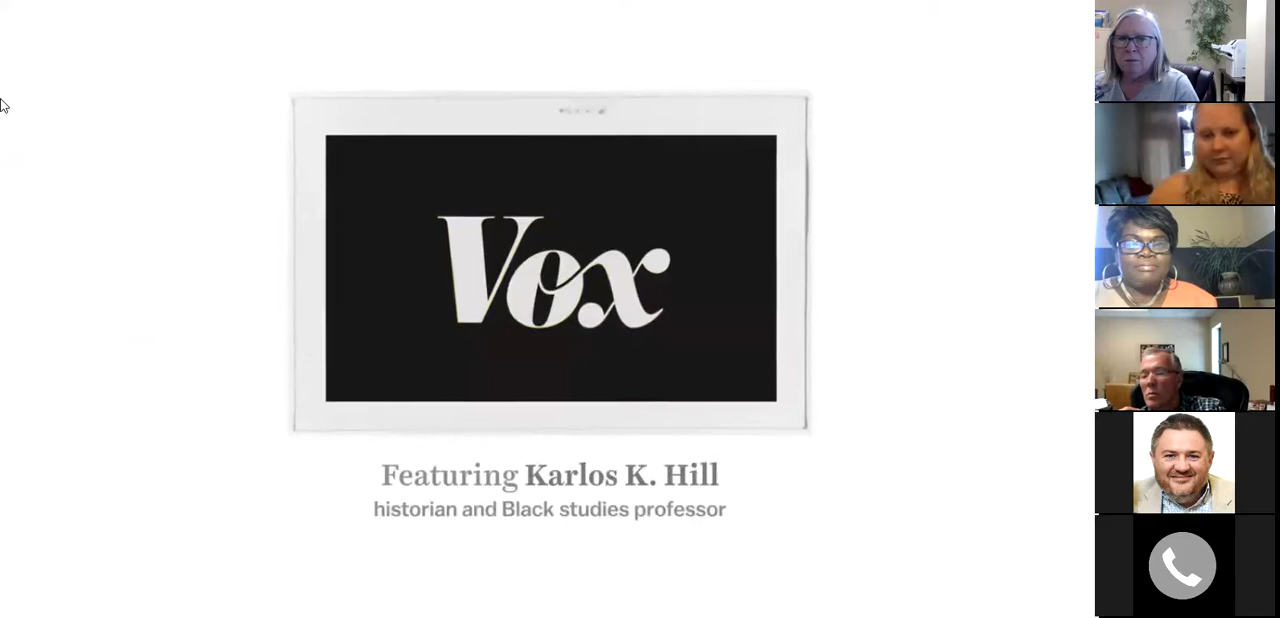 Vox
Featuring Karlos K. Hill
historian and Black studies professor